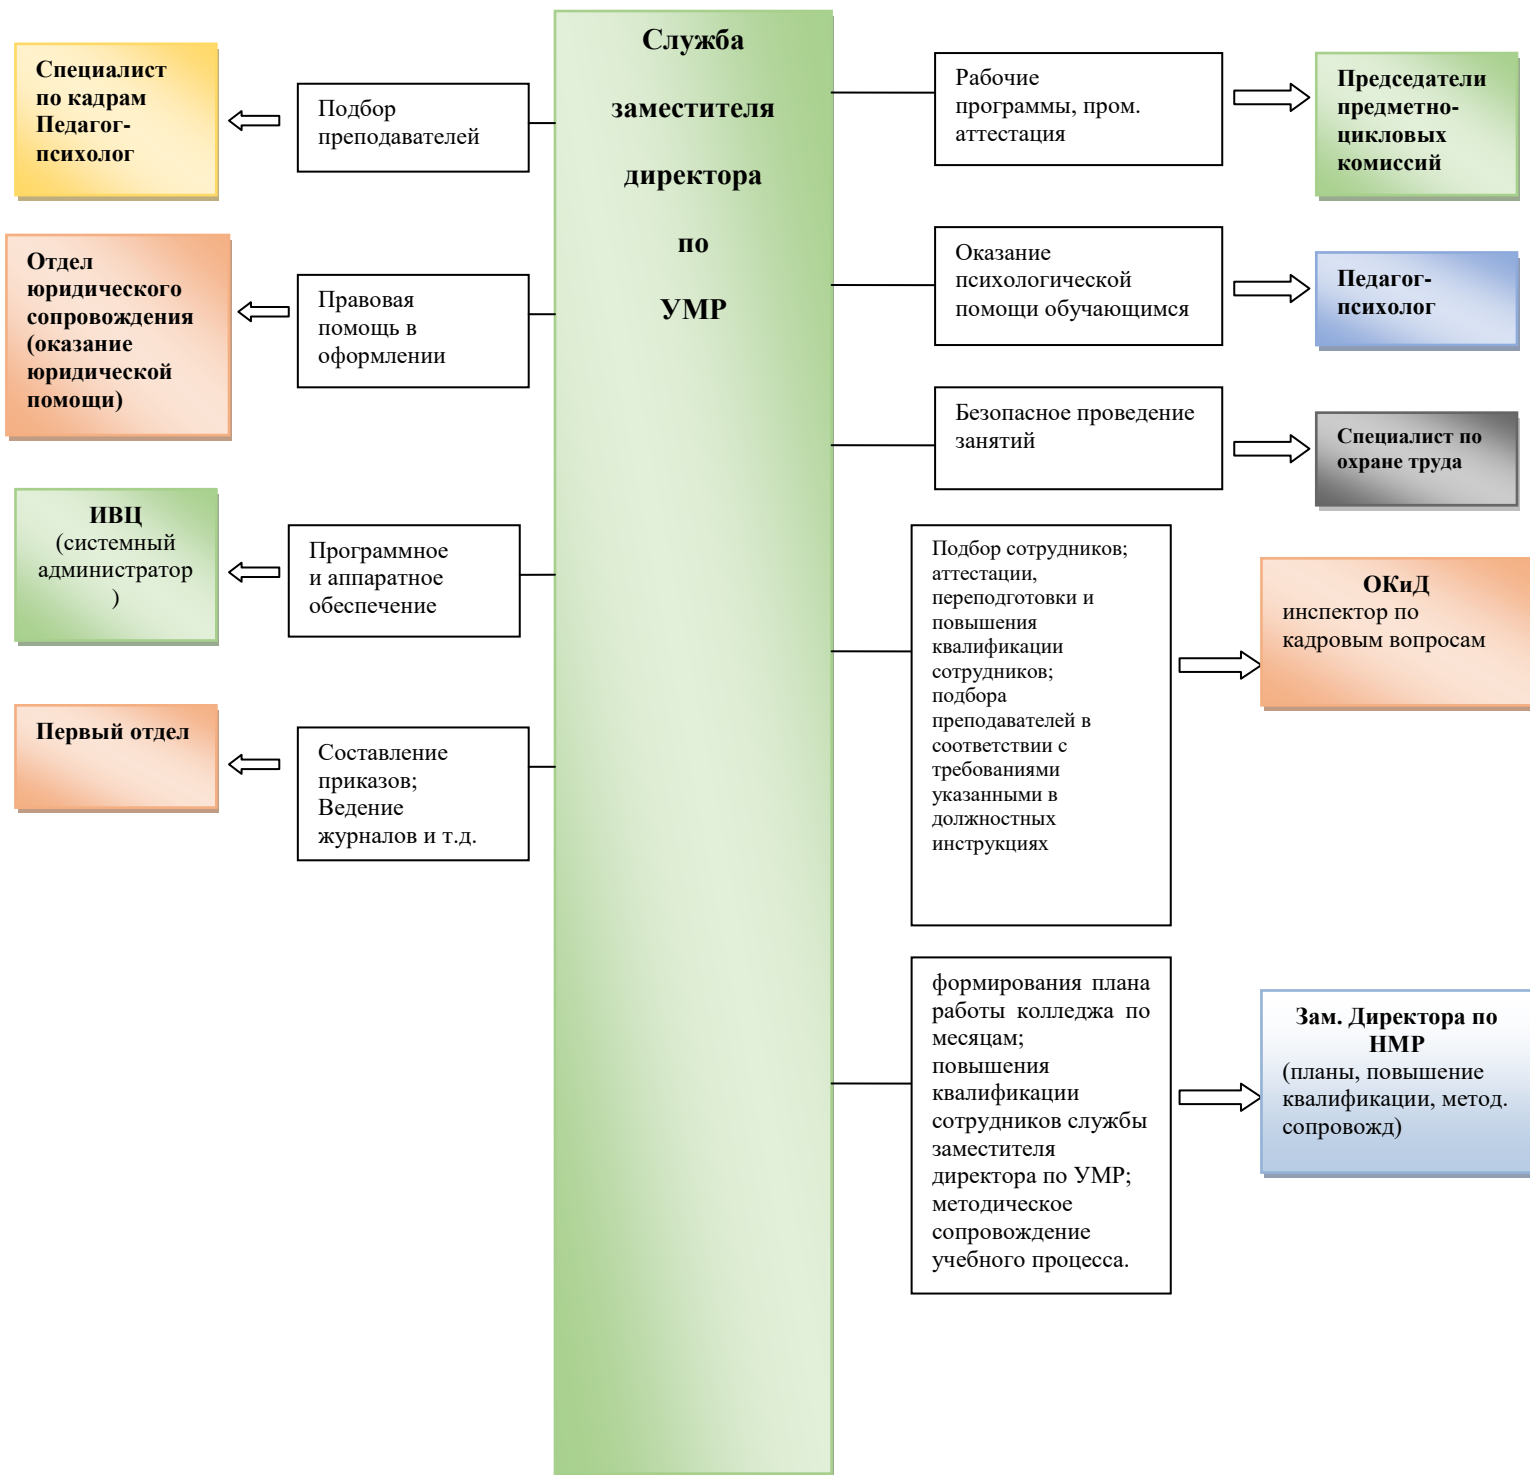 Служба
заместителя
директора
по
УМР
Специалист
по кадрам
Педагог-
психолог
Подбор
преподавателей
Отдел
юридического
сопровождения
(оказание
юридической
помощи)
Правовая
помощь в
оформлении
ИВЦ
(системный
администратор
)
Программное
и аппаратное
обеспечение
Первый отдел
Составление
приказов;
Ведение
журналов и т.д.
Рабочие
программы, пром.
аттестация
Председатели
предметно-
цикловых
комиссий
Оказание
психологической
помощи обучающимся
Педагог-
психолог
Безопасное проведение
занятий
Специалист по
охране труда
Подбор сотрудников;
аттестации,
переподготовки и
повышения
квалификации
сотрудников;
подбора
преподавателей в
соответствии с
требованиями
указанными в
должностных
инструкциях
ОКиД
инспектор по
кадровым вопросам
формирования плана
работы колледжа по
месяцам;
повышения
квалификации
сотрудников службы
заместителя
директора по УМР;
методическое
сопровождение
учебного процесса.
Зам. Директора по
НМР
(планы, повышение
квалификации, метод.
сопровожд)